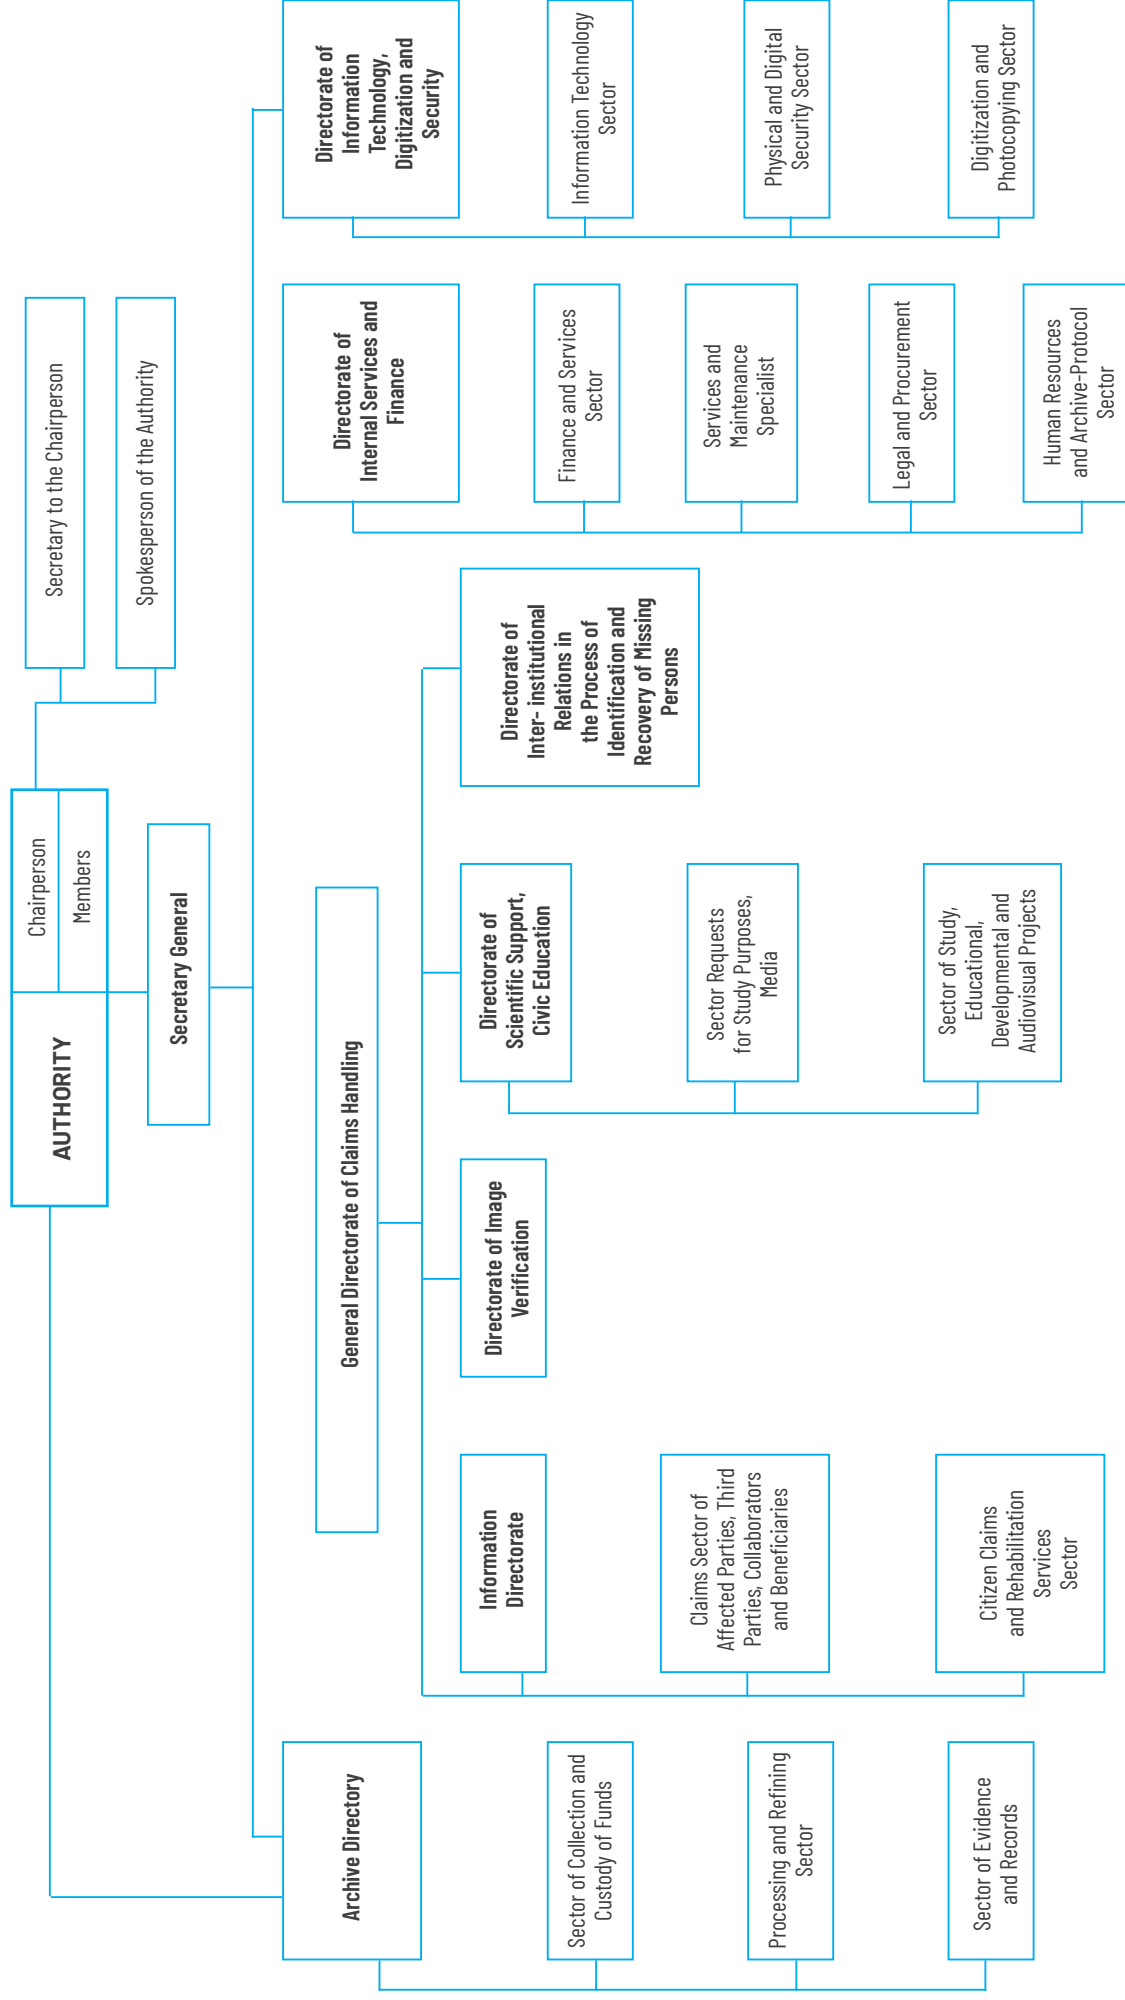 AUTHORITY
Chairperson
Members
Secretary to the Chairperson
Spokesperson of the Authority
Secretary General
Archive Directory
Sector of Collection and
Custody of Funds
Processing and Refining
Sector
Sector of Evidence
and Records
General Directorate of Claims Handling
Information
Directorate
Claims Sector of
Affected Parties, Third
Parties, Collaborators
and Beneficiaries
Citizen Claims
and Rehabilitation
Services
Sector
Directorate of Image
Verification
Directorate of
Scientific Support,
Civic Education
Sector Requests
for Study Purposes,
Media
Sector of Study,
Educational,
Developmental and
Audiovisual Projects
Directorate of
Inter- institutional
Relations in
the Process of
Identification and
Recovery of Missing
Persons
Directorate of
Internal Services and
Finance
Finance and Services
Sector
Services and
Maintenance
Specialist
Legal and Procurement
Sector
Human Resources
and Archive-Protocol
Sector
Directorate of
Information
Technology,
Digitization and
Security
Information Technology
Sector
Physical and Digital
Security Sector
Digitization and
Photocopying Sector